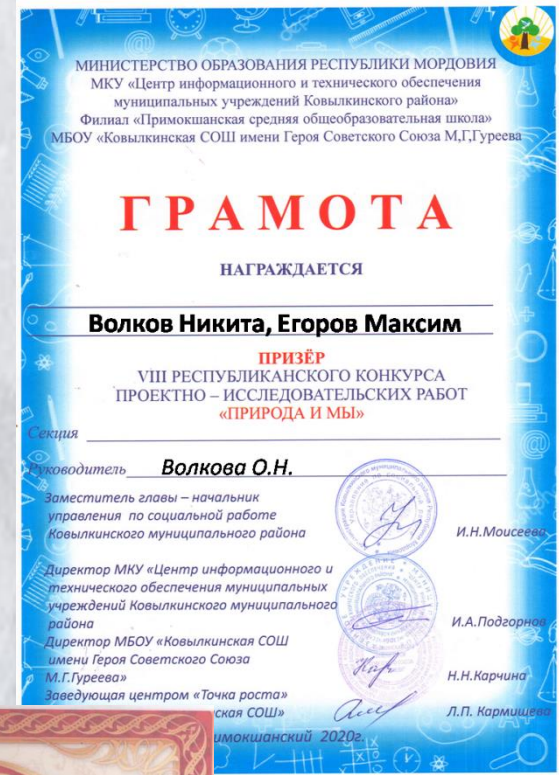 МИНИСТЕРСТВО ОБРАЗОВАНИЯ РЕСПУБЛИКИ МОРДОВИЯ
МКУ «Центр информационного и технического обеспечения
муниципальных учреждений Ковылкинского района»
Филиал «Примокшанская средняя общеобразовательная школа»
МБОУ «Ковылкинская СОШ имени Героя Советского Союза М,Г,Гуреева
ГРАМОТА
НАГРАЖДАЕТСЯ
Волков Никита, Егоров Максим
ПРИЗЁР
VIII РЕСПУБЛИКАНСКОГО КОНКУРСА
ПРОЕКТНО – ИССЛЕДОВАТЕЛЬСКИХ РАБОТ
«ПРИРОДА И МЫ»
Секция
Руководитель Волкова О.Н.
Заместитель главы – начальник
управления по социальной работе
Ковылкинского муниципального района И.Н.Моисеева
Директор МКУ «Центр информационного и
технического обеспечения муниципальных
учреждений Ковылкинского муниципального
района И.А.Подгорнов
Директор МБОУ «Ковылкинская СОШ
имени Героя Советского Союза
М.Г.Гуреева» Н.Н.Карчина
Заведующая центром «Точка роста»
ская СОШ» Л.П. Кармишева
имокшанский 2020г.